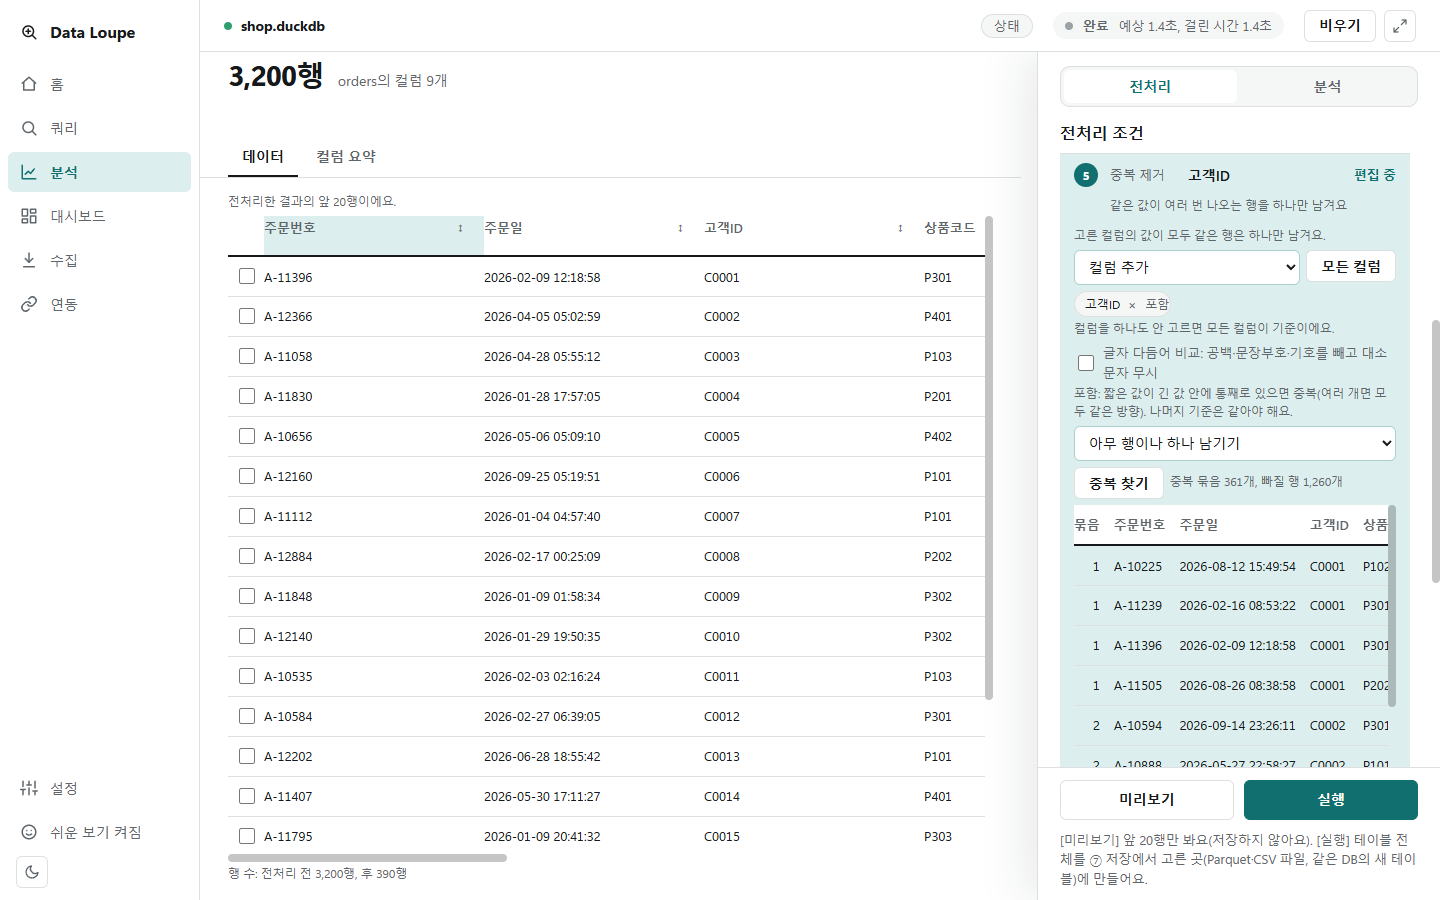 Data Loupe
홈
쿼리
분석
대시보드
수집
연동
설정
쉬운 보기 켜짐
shop.duckdb
상태
완료 예상 1.4초, 걸린 시간 1.4초
비우기
3,200행 orders의 컬럼 9개
데이터 컬럼 요약
전처리한 결과의 앞 20행이에요.
주문번호 ↕ 주문일 ↕ 고객ID ↕ 상품코드
A-11396 2026-02-09 12:18:58 C0001 P301
A-12366 2026-04-05 05:02:59 C0002 P401
A-11058 2026-04-28 05:55:12 C0003 P103
A-11830 2026-01-28 17:57:05 C0004 P201
A-10656 2026-05-06 05:09:10 C0005 P402
A-12160 2026-09-25 05:19:51 C0006 P101
A-11112 2026-01-04 04:57:40 C0007 P101
A-12884 2026-02-17 00:25:09 C0008 P202
A-11848 2026-01-09 01:58:34 C0009 P302
A-12140 2026-01-29 19:50:35 C0010 P302
A-10535 2026-02-03 02:16:24 C0011 P103
A-10584 2026-02-27 06:39:05 C0012 P301
A-12202 2026-06-28 18:55:42 C0013 P101
A-11407 2026-05-30 17:11:27 C0014 P401
A-11795 2026-01-09 20:41:32 C0015 P303
행 수: 전처리 전 3,200행, 후 390행
전처리 분석
전처리 조건
5 중복 제거 고객ID 편집 중
같은 값이 여러 번 나오는 행을 하나만 남겨요
고른 컬럼의 값이 모두 같은 행은 하나만 남겨요.
컬럼 추가 모든 컬럼
고객ID × 포함
컬럼을 하나도 안 고르면 모든 컬럼이 기준이에요.
글자 다듬어 비교: 공백·문장부호·기호를 빼고 대소
문자 무시
포함: 짧은 값이 긴 값 안에 통째로 있으면 중복(여러 개면 모
두 같은 방향). 나머지 기준은 같아야 해요.
아무 행이나 하나 남기기
중복 찾기 중복 묶음 361개, 빠질 행 1,260개
묶음 주문번호 주문일 고객ID 상품
1 A-10225 2026-08-12 15:49:54 C0001 P102
1 A-11239 2026-02-16 08:53:22 C0001 P301
1 A-11396 2026-02-09 12:18:58 C0001 P301
1 A-11505 2026-08-26 08:38:58 C0001 P202
2 A-10594 2026-09-14 23:26:11 C0002 P301
2 A-10888 2026-05-27 22:58:27 C0002 P101
미리보기 실행
[미리보기] 앞 20행만 봐요(저장하지 않아요). [실행] 테이블 전
체를 ⑦ 저장에서 고른 곳(Parquet·CSV 파일, 같은 DB의 새 테이
블)에 만들어요.